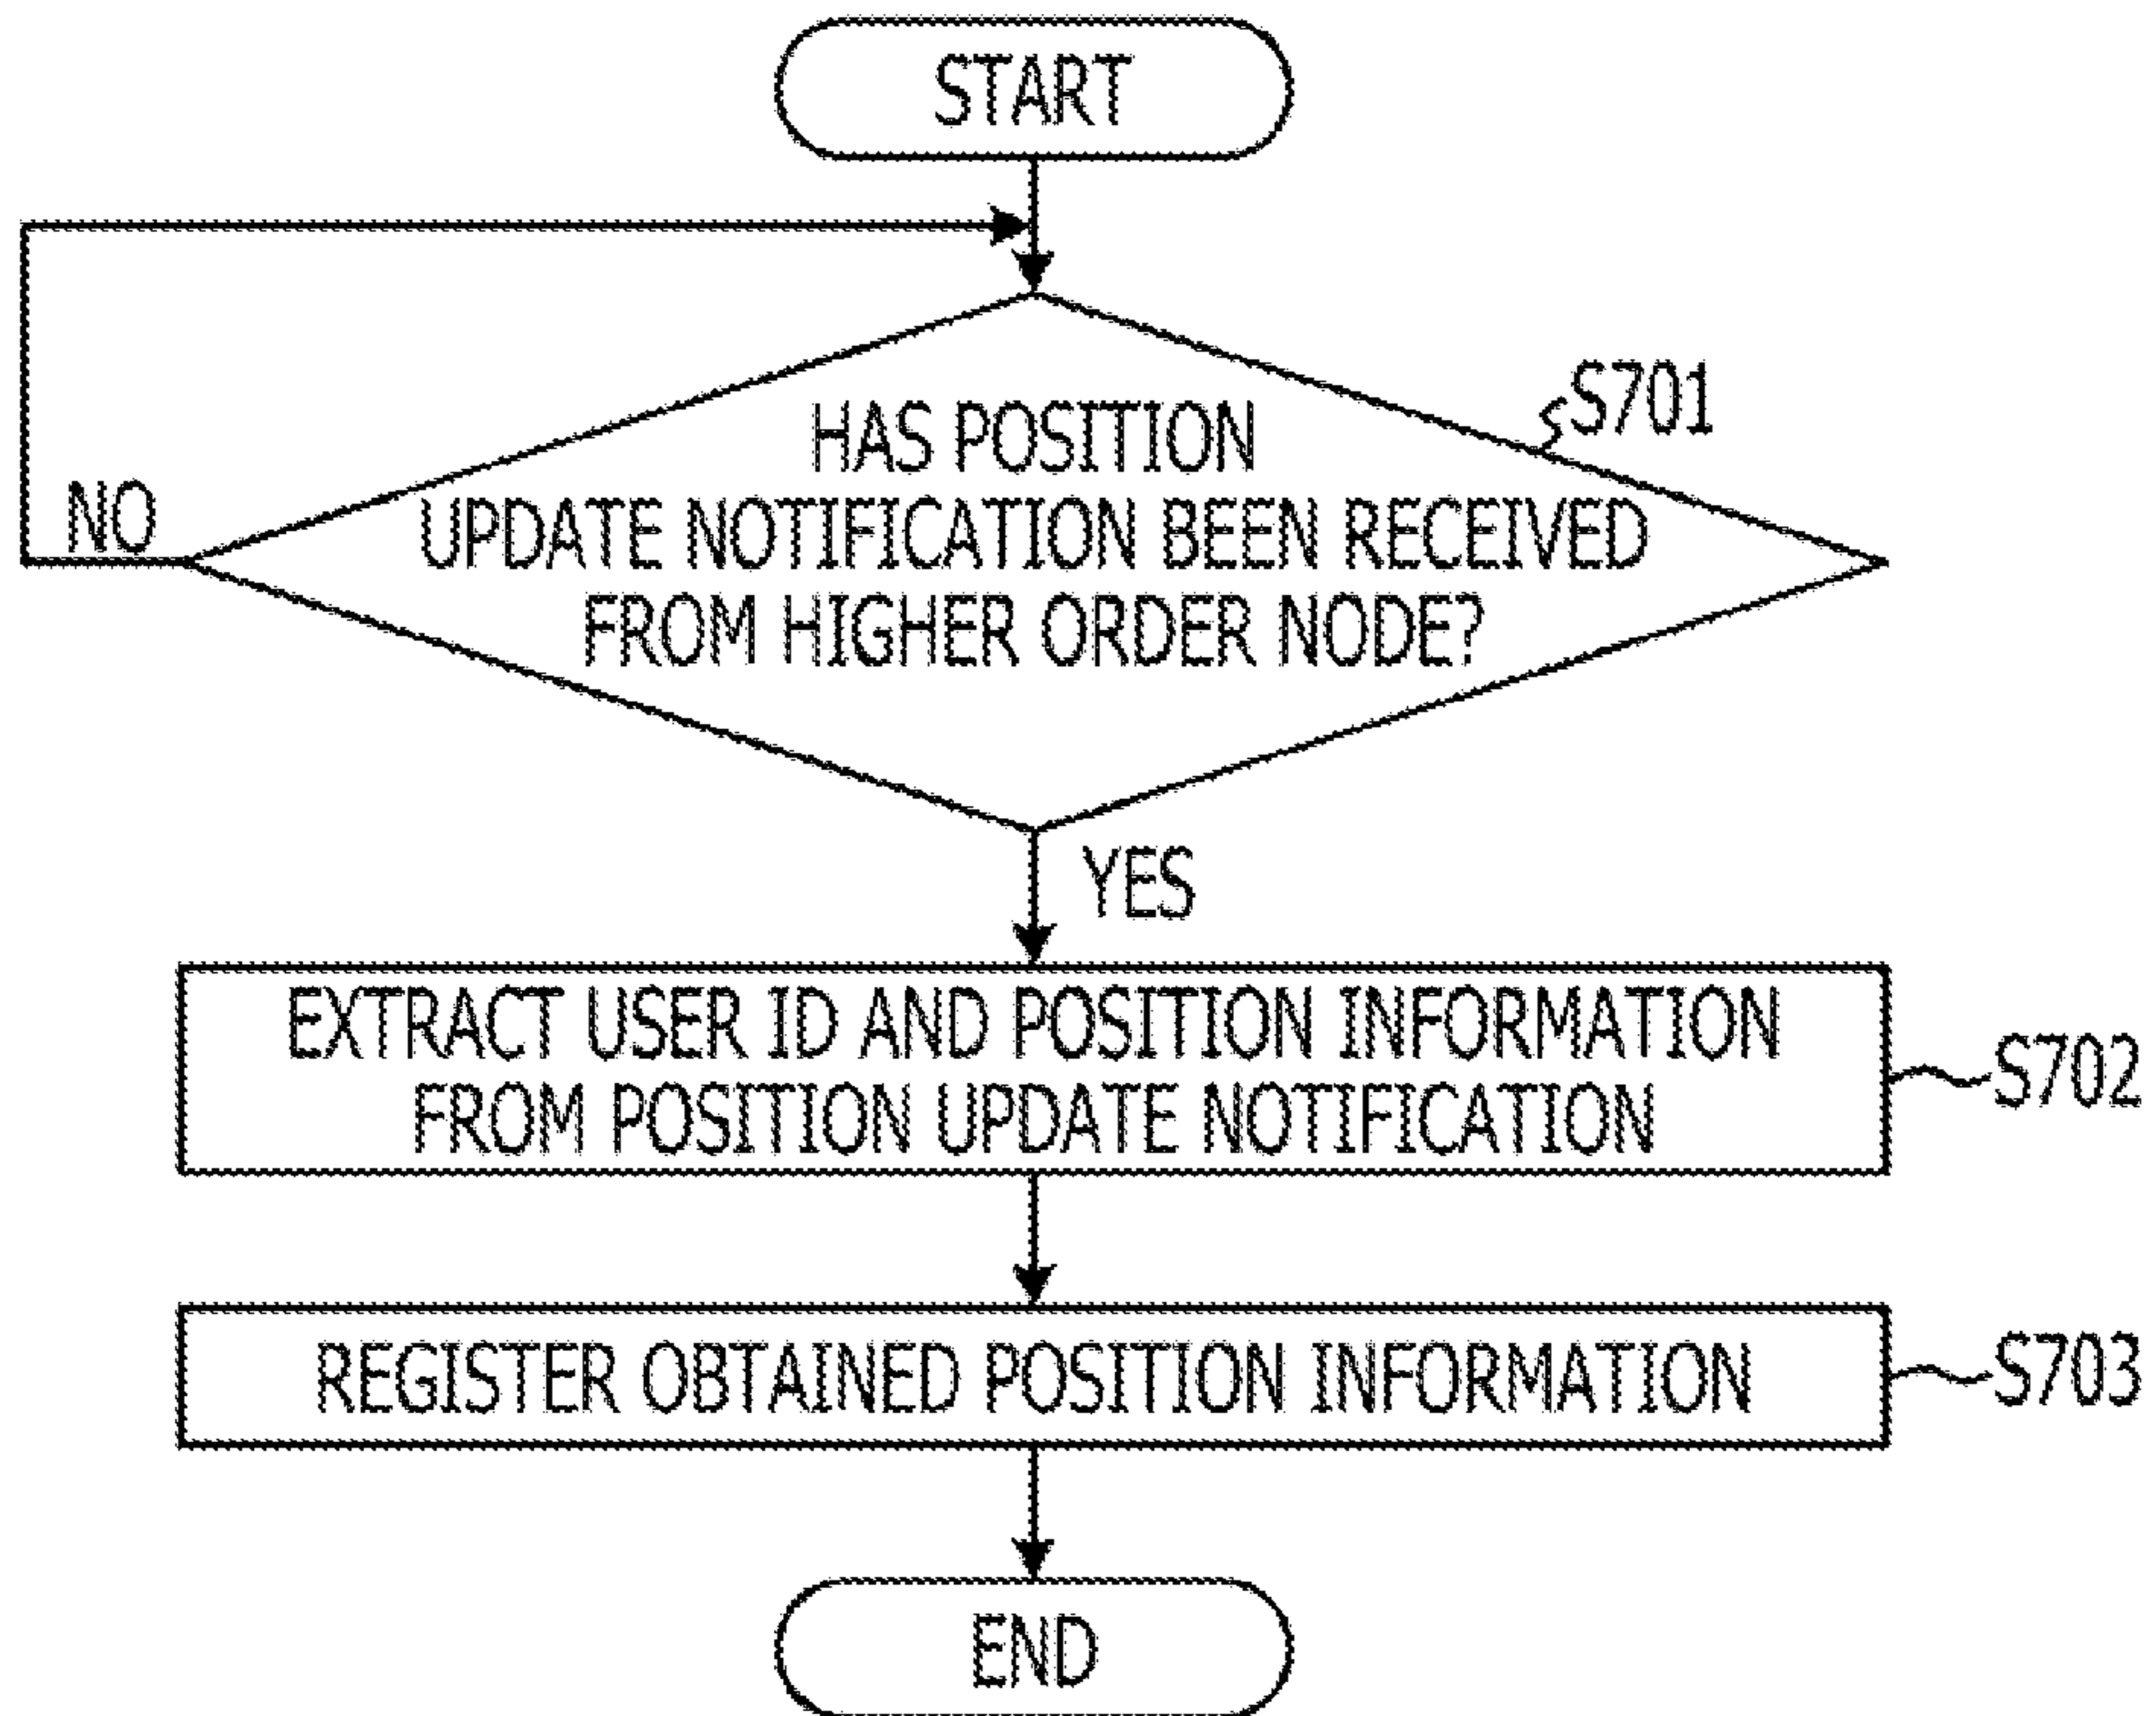 START
HAS POSITION
S701
UPDATE NOTIFICATION BEEN RECEIVED
NO
FROM HIGHER ORDER NODE?
YES
EXTRACT USER ID AND POSITION INFORMATION
FROM POSITION UPDATE NOTIFICATION
S702
REGISTER OBTAINED POSITION INFORMATION
S703
END